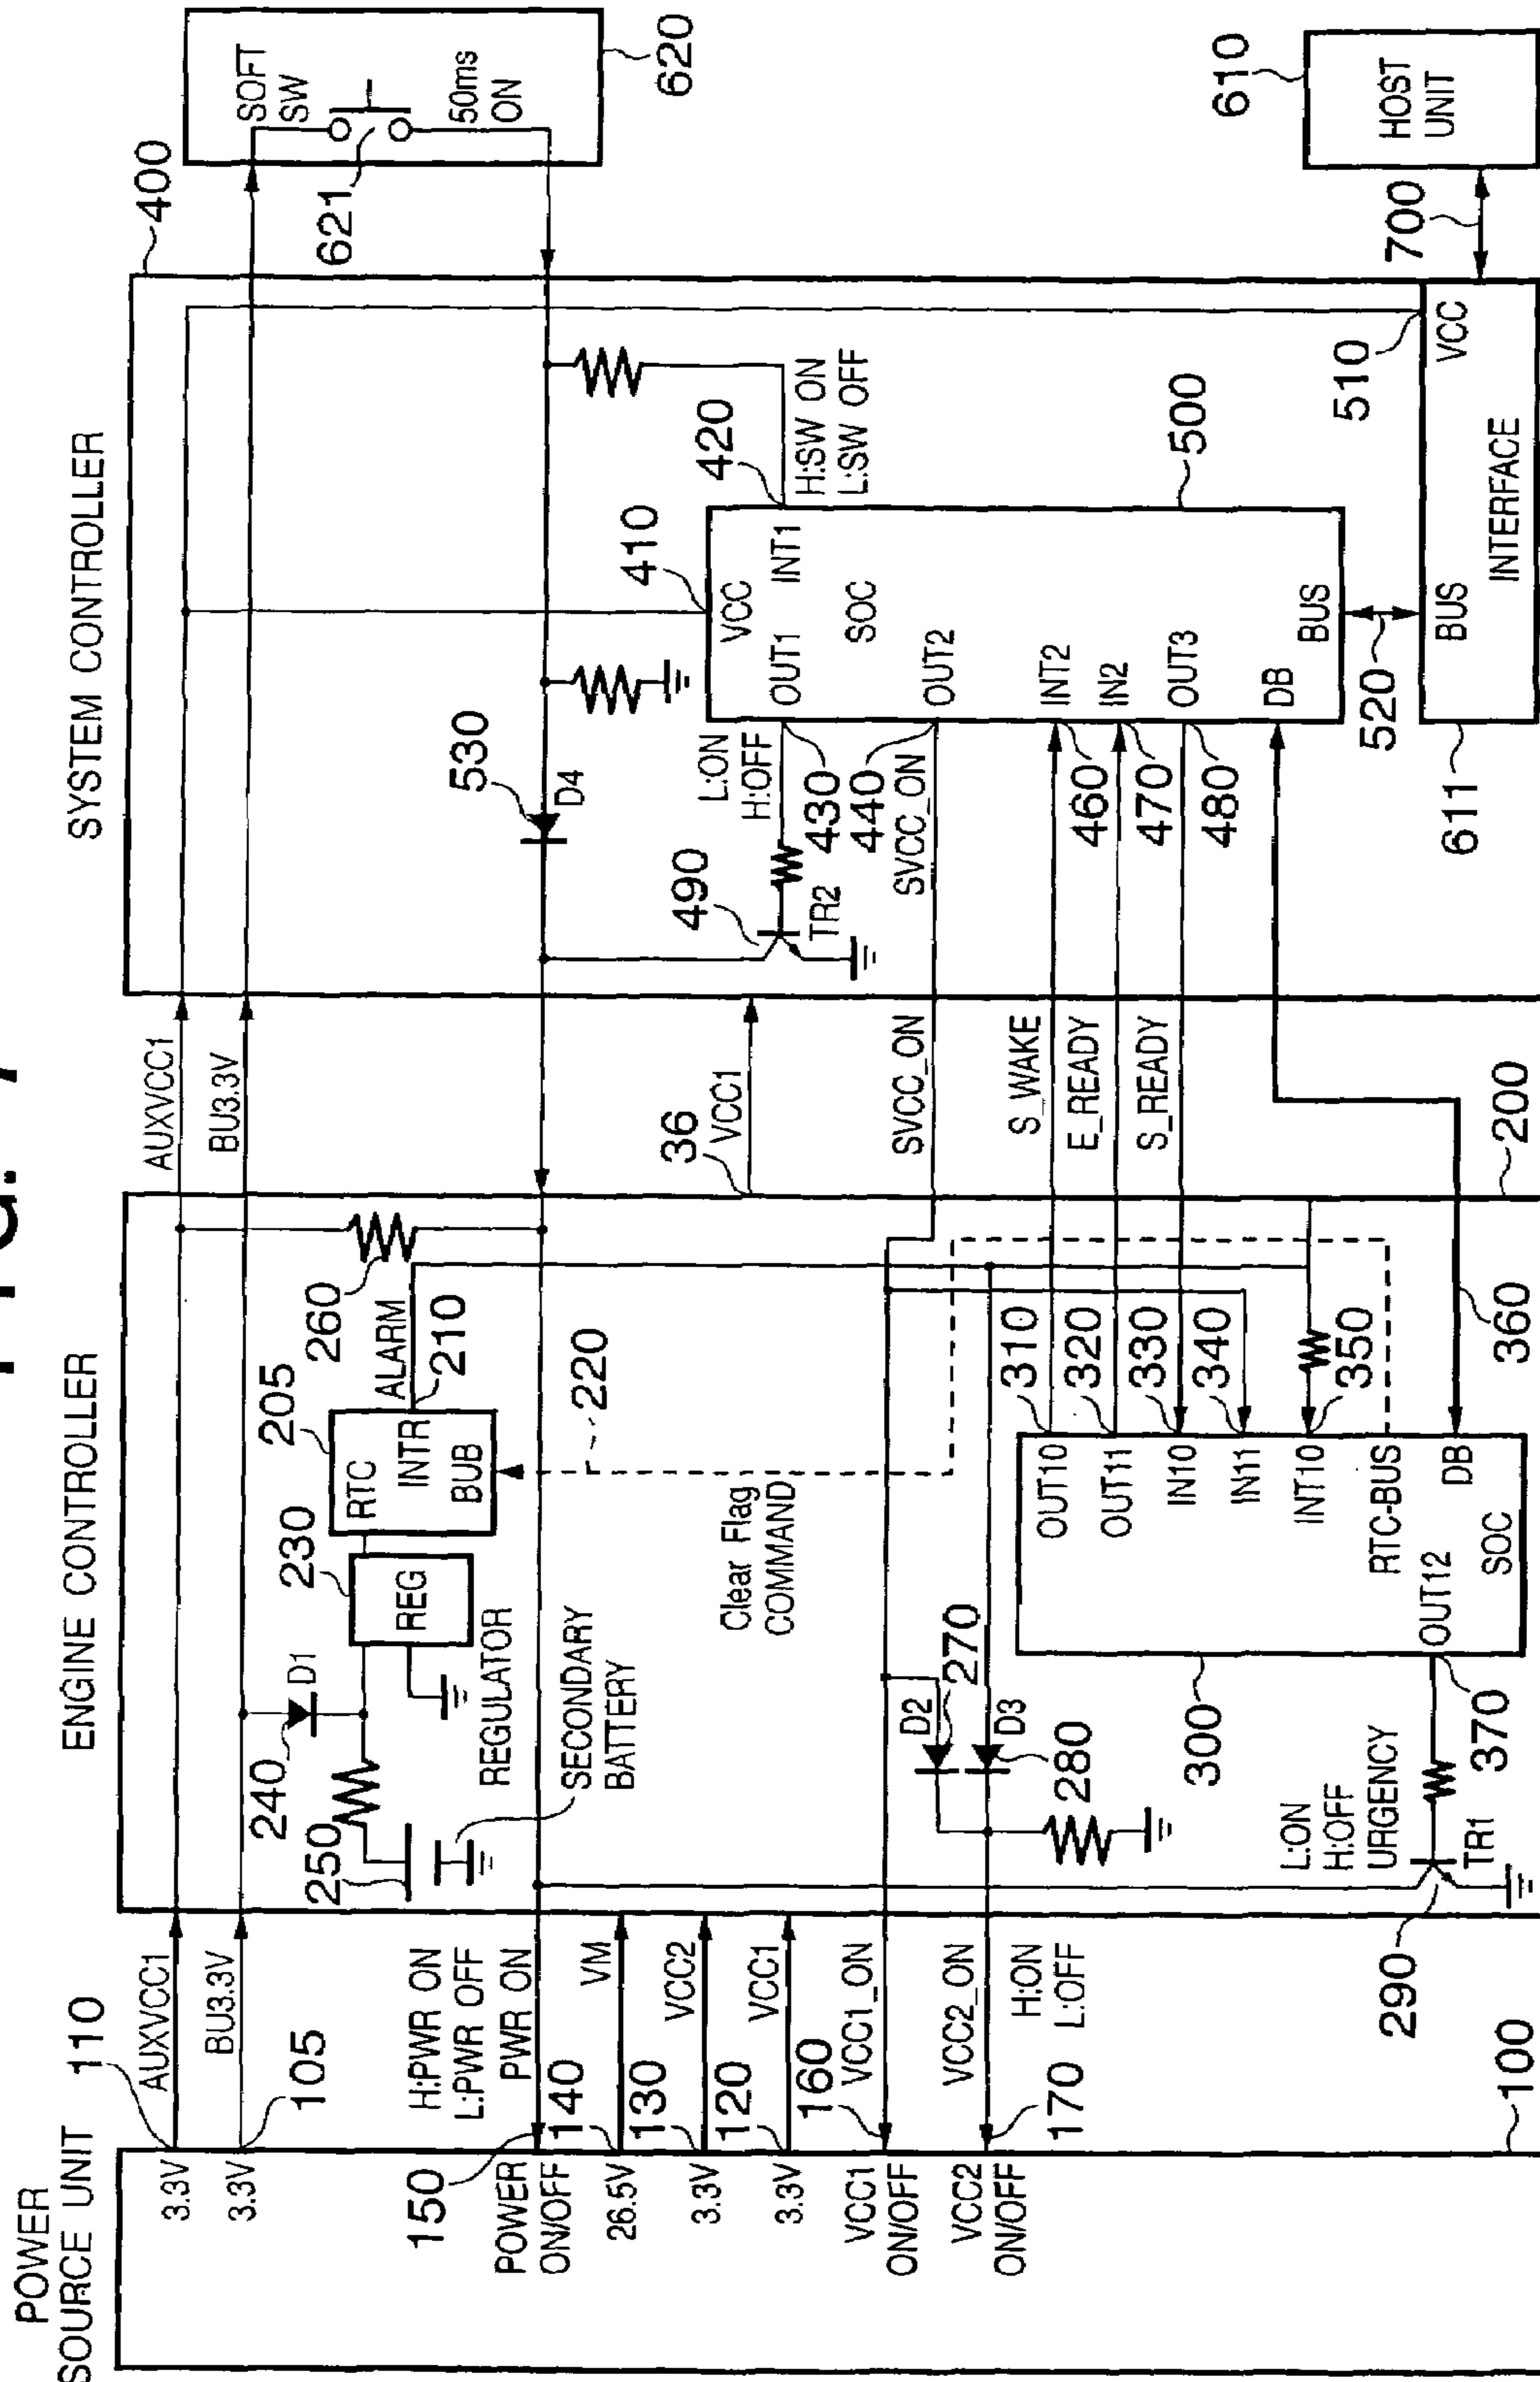 FIG. 7
POWER
SOURCE UNIT
110
3.3V
3.3V
105
150
POWER
ON/OFF
140
26.5V
130
3.3V
120
3.3V
160
VCC1
ON/OFF
VCC2
ON/OFF
170
100
AUXVCC1
BU3.3V
H:PWR ON
L:PWR OFF
PWR ON
VM
VCC2
VCC1
VCC1_ON
VCC2_ON
H:ON
L:OFF
ENGINE CONTROLLER
240
D1
250
230
REG
REGULATOR
SECONDARY
BATTERY
205
RTC
INTR
BUB
ALARM
210
260
220
Clear Flag
COMMAND
D2
270
D3
280
300
L:ON
H:OFF
URGENCY
370
TR1
290
OUT10
OUT11
IN10
IN11
INT10
RTC-BUS
DB
OUT12
SOC
310
320
330
340
350
360
200
AUXVCC1
BU3.3V
36
VCC1
SVCC_ON
S_WAKE
E_READY
S_READY
SYSTEM CONTROLLER
400
530
D4
490
TR2
L:ON
H:OFF
430
440
SVCC_ON
460
470
480
410
VCC
OUT1
INT1
SOC
OUT2
INT2
IN2
OUT3
DB
BUS
420
H:SW ON
L:SW OFF
500
520
510
VCC
BUS
INTERFACE
611
SOFT
SW
621
50ms
ON
620
700
610
HOST
UNIT